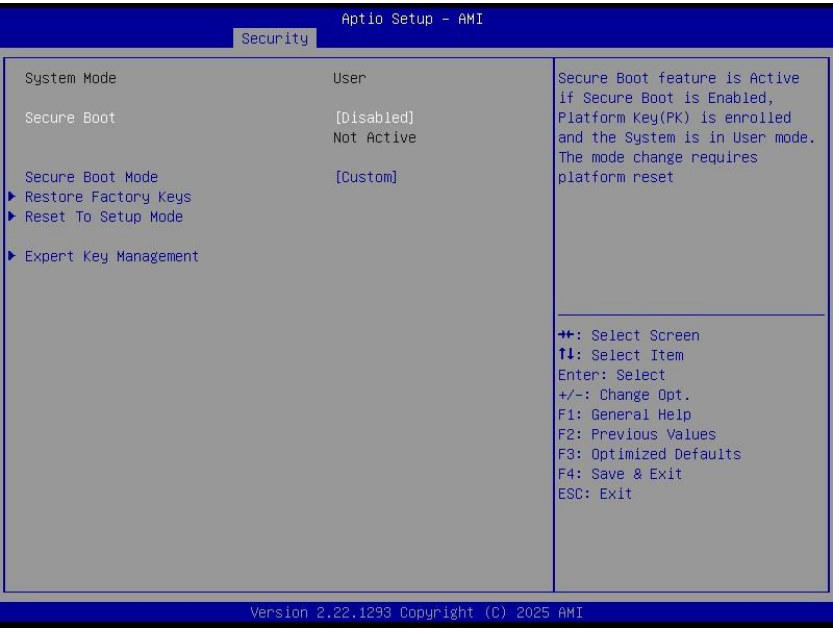 Aptio Setup - AMI
Security
System Mode User
Secure Boot [Disabled]
Not Active
Secure Boot Mode [Custom]
Restore Factory Keys
Reset To Setup Mode
Expert Key Management
Secure Boot feature is Active
if Secure Boot is Enabled,
Platform Key(PK) is enrolled
and the System is in User mode.
The mode change requires
platform reset
→←: Select Screen
↑↓: Select Item
Enter: Select
+/-: Change Opt.
F1: General Help
F2: Previous Values
F3: Optimized Defaults
F4: Save & Exit
ESC: Exit
Version 2.22.1293 Copyright (C) 2025 AMI